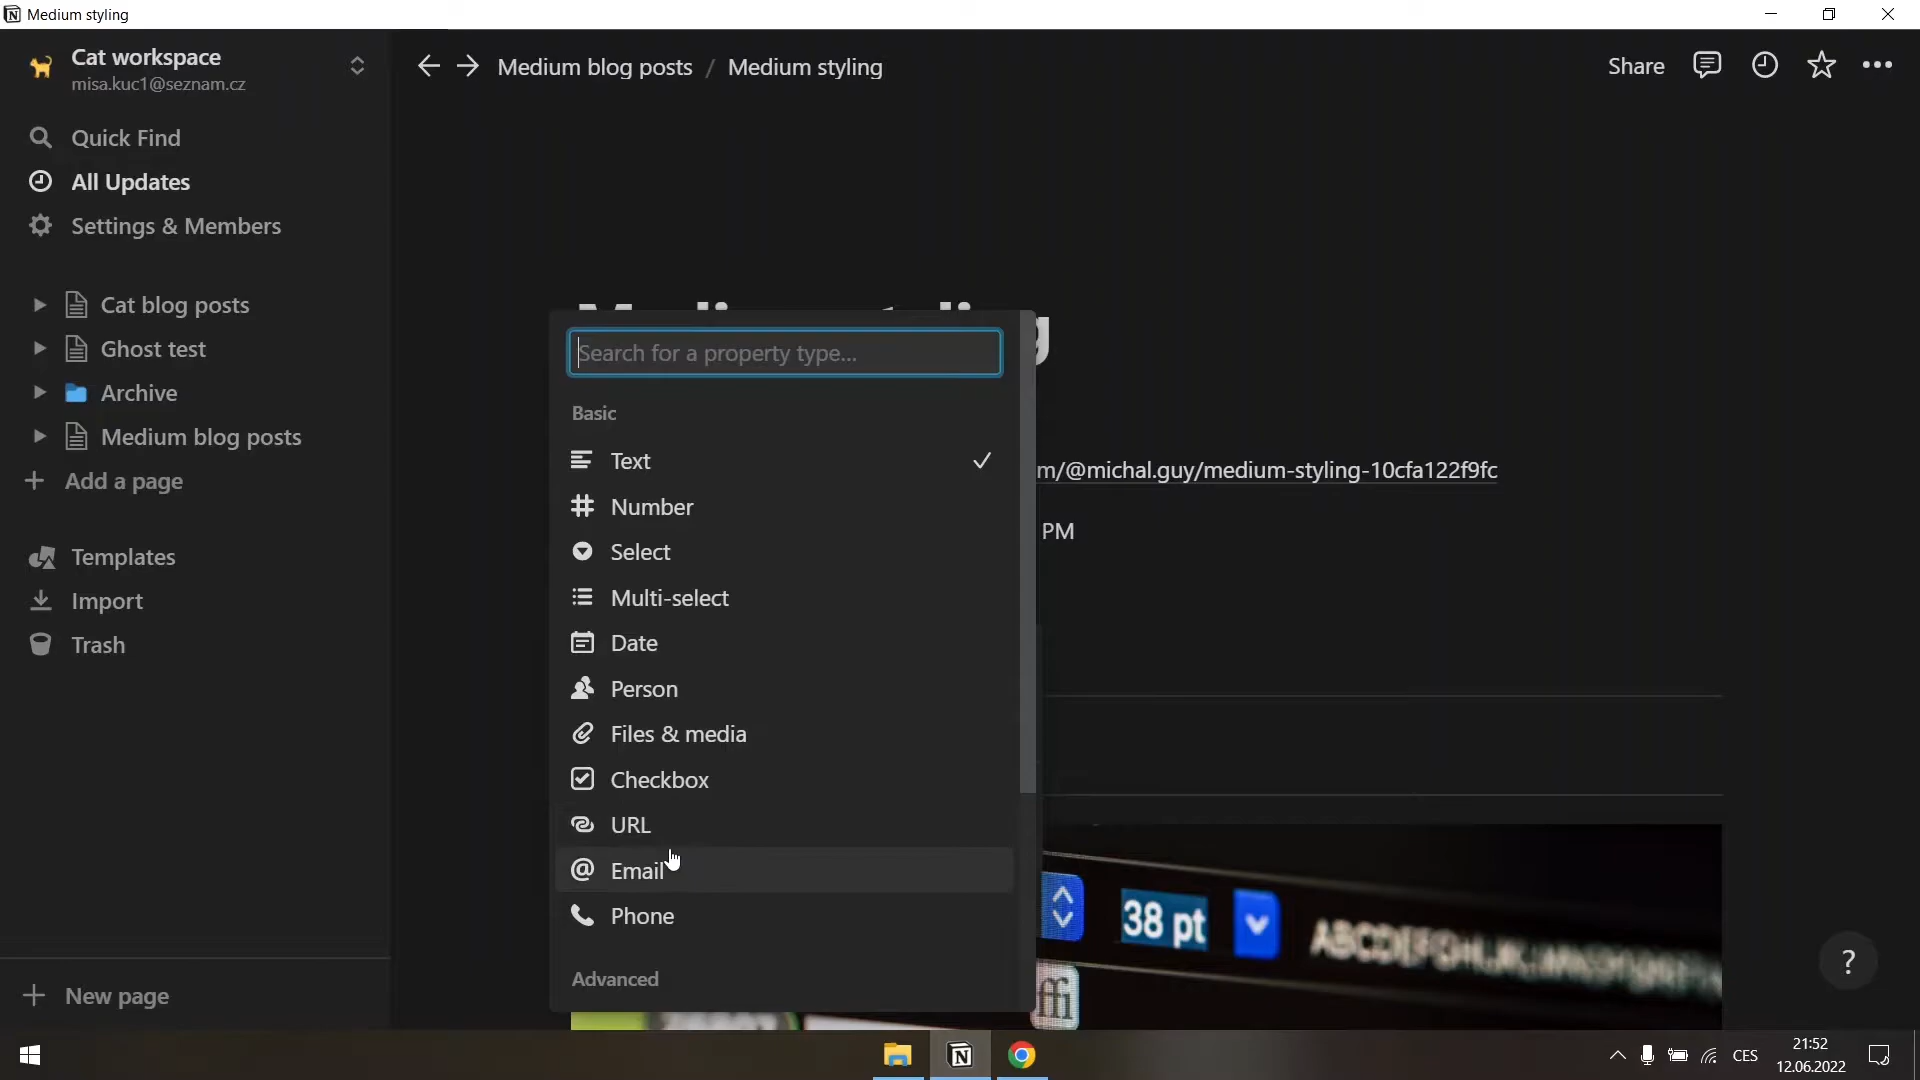 Medium styling
Cat workspace
misa.kuc1@seznam.cz
Medium blog posts / Medium styling
Share
Quick Find
All Updates
Settings & Members
Cat blog posts
Ghost test
Archive
Medium blog posts
Add a page
Templates
Import
Trash
New page
Search for a property type...
Basic
Text
Number
Select
Multi-select
Date
Person
Files & media
Checkbox
URL
Email
Phone
Advanced
m/@michal.guy/medium-styling-10cfa122f9fc
PM
38 pt
ffi
?
CES
21:52
12.06.2022